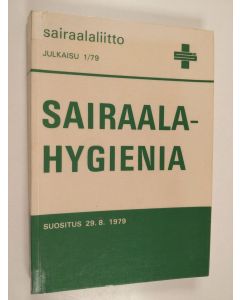 sairaalaliitto
JULKAISU 1/79
SAIRAALA-
HYGIENIA
SUOSITUS 29.8. 1979